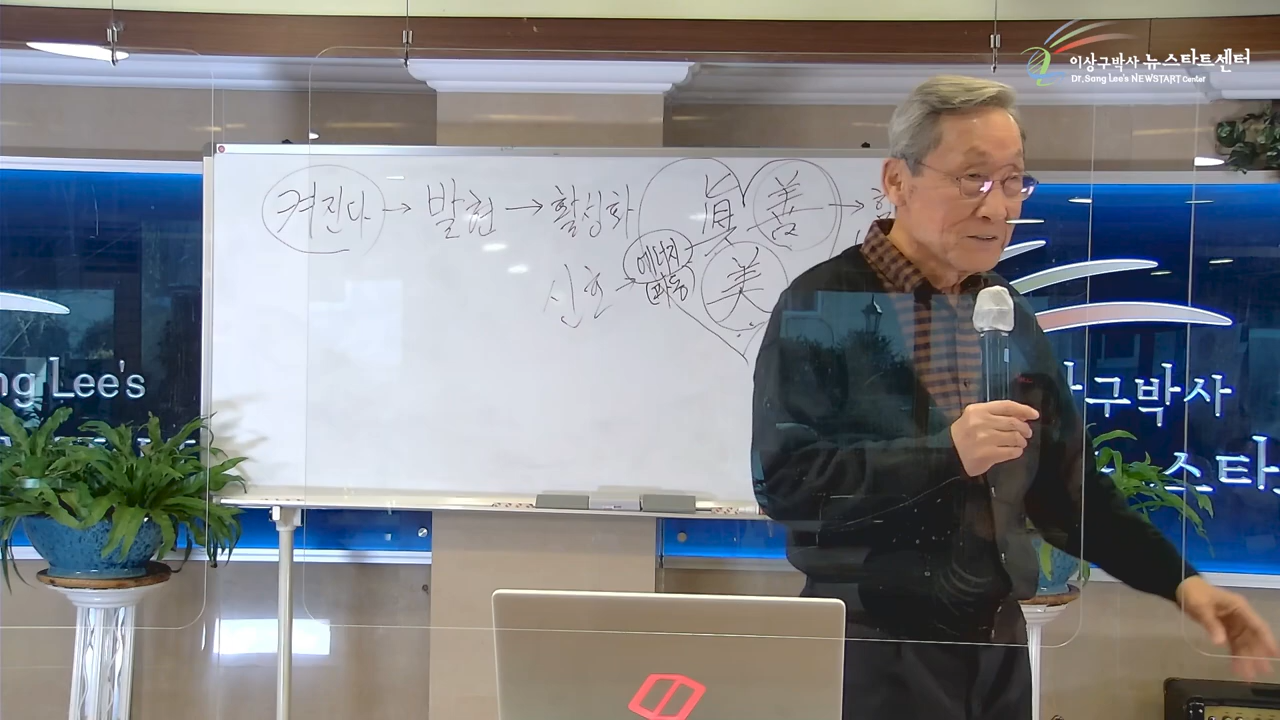 이상구박사 뉴스타트센터
Dr.Sang Lee's NEWSTART Center
켜진다 → 발현 → 활성화 眞 善 →
신호 → 에너지 (파동) 美
ng Lee's
구박사
스타